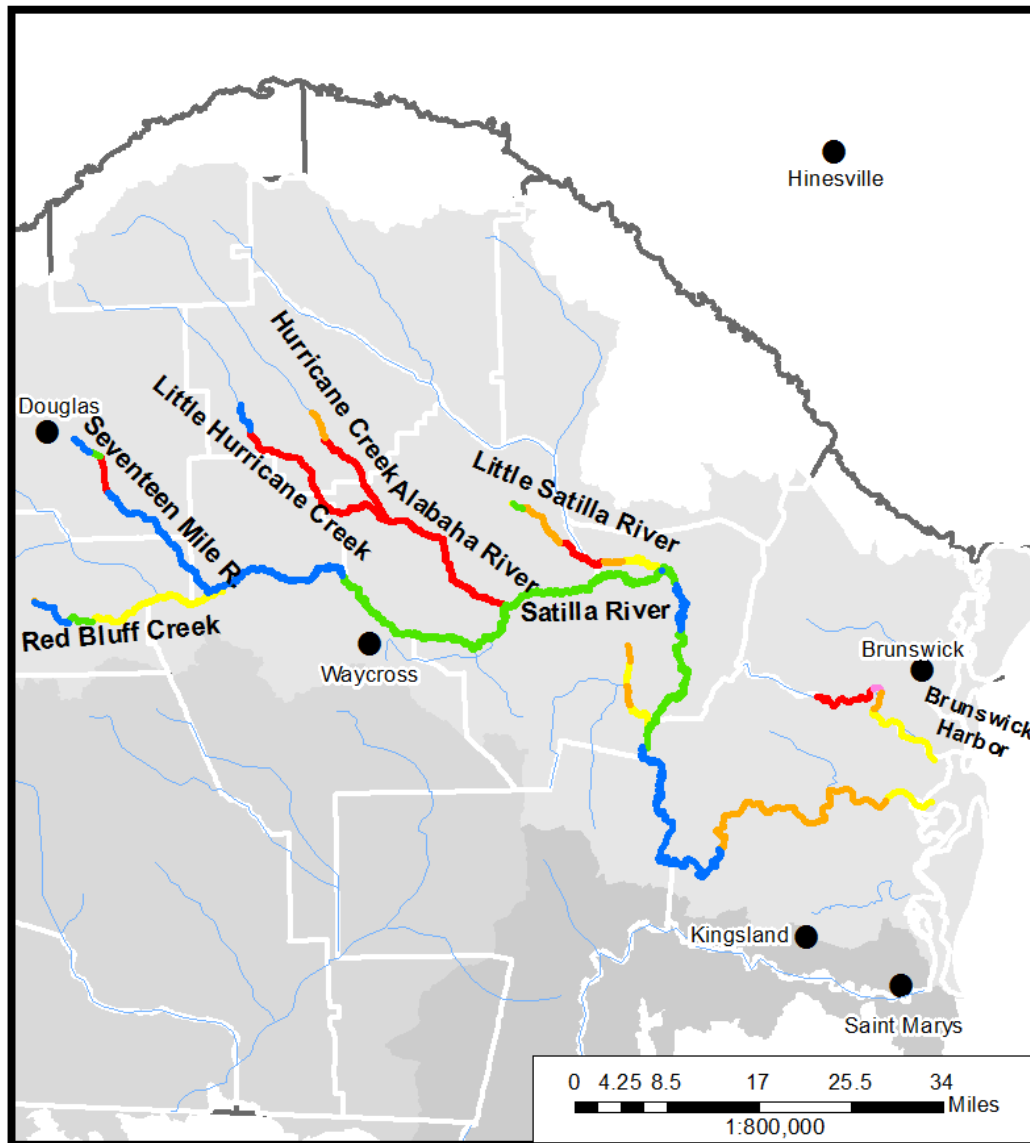 Hinesville
Hurricane Creek
Little Hurricane Creek
Douglas
Seventeen Mile R.
Alabaha River
Little Satilla River
Satilla River
Red Bluff Creek
Waycross
Brunswick
Brunswick
Harbor
Kingsland
Saint Marys
0 4.25 8.5 17 25.5 34
Miles
1:800,000